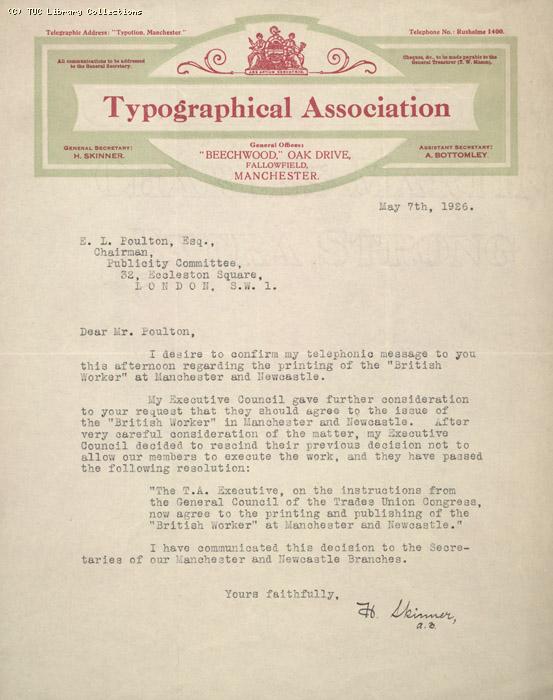 (C) TUC Library Collections
Telegraphic Address: "Typotion, Manchester."
Telephone No.: Rusholme 1400.
All communications to be addressed
to the General Secretary.
Cheques, &c., to be made payable to the
General Treasurer (T. W. Mason).
Typographical Association
GENERAL SECRETARY:
H. SKINNER.
General Offices:
"BEECHWOOD," OAK DRIVE,
FALLOWFIELD,
MANCHESTER.
ASSISTANT SECRETARY:
A. BOTTOMLEY
May 7th, 1926.
E. L. Poulton, Esq.,
Chairman,
Publicity Committee,
32, Eccleston Square,
L O N D O N, S.W. 1.
Dear Mr. Poulton,
I desire to confirm my telephonic message to you
this afternoon regarding the printing of the "British
Worker" at Manchester and Newcastle.
My Executive Council gave further consideration
to your request that they should agree to the issue of
the "British Worker" in Manchester and Newcastle. After
very careful consideration of the matter, my Executive
Council decided to rescind their previous decision not to
allow our members to execute the work, and they have passed
the following resolution:
"The T.A. Executive, on the instructions from
the General Council of the Trades Union Congress,
now agree to the printing and publishing of the
"British Worker" at Manchester and Newcastle."
I have communicated this decision to the Secre-
taries of our Manchester and Newcastle Branches.
Yours faithfully,
H. Skinner,
a.b.